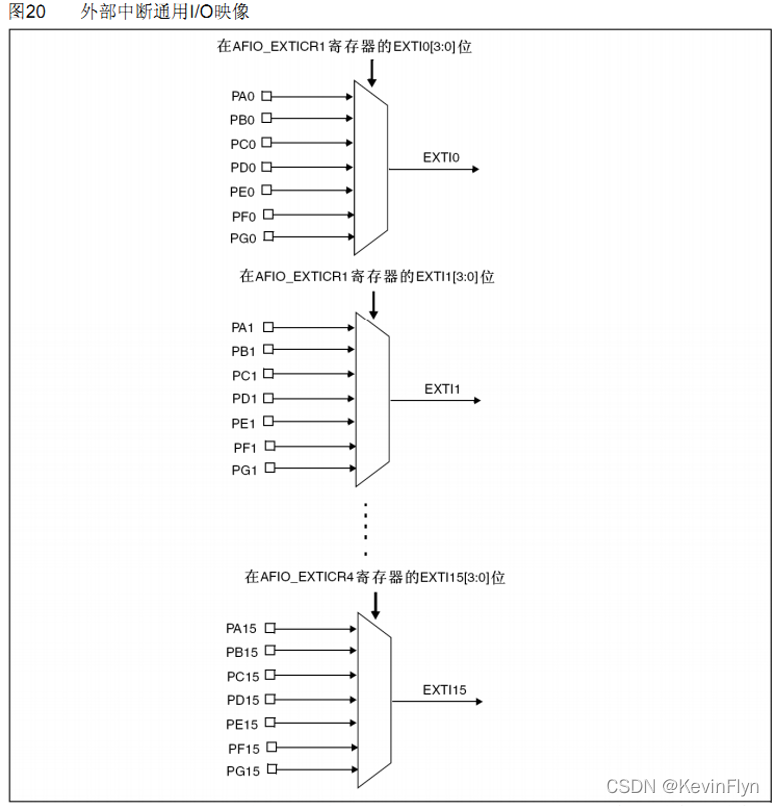 图20 外部中断通用I/O映像
在AFIO_EXTICR1寄存器的EXTI0[3:0]位
PA0
PB0
PC0
PD0
PE0
PF0
PG0
EXTI0
在AFIO_EXTICR1寄存器的EXTI1[3:0]位
PA1
PB1
PC1
PD1
PE1
PF1
PG1
EXTI1
在AFIO_EXTICR4寄存器的EXTI15[3:0]位
PA15
PB15
PC15
PD15
PE15
PF15
PG15
EXTI15
CSDN @KevinFlyn